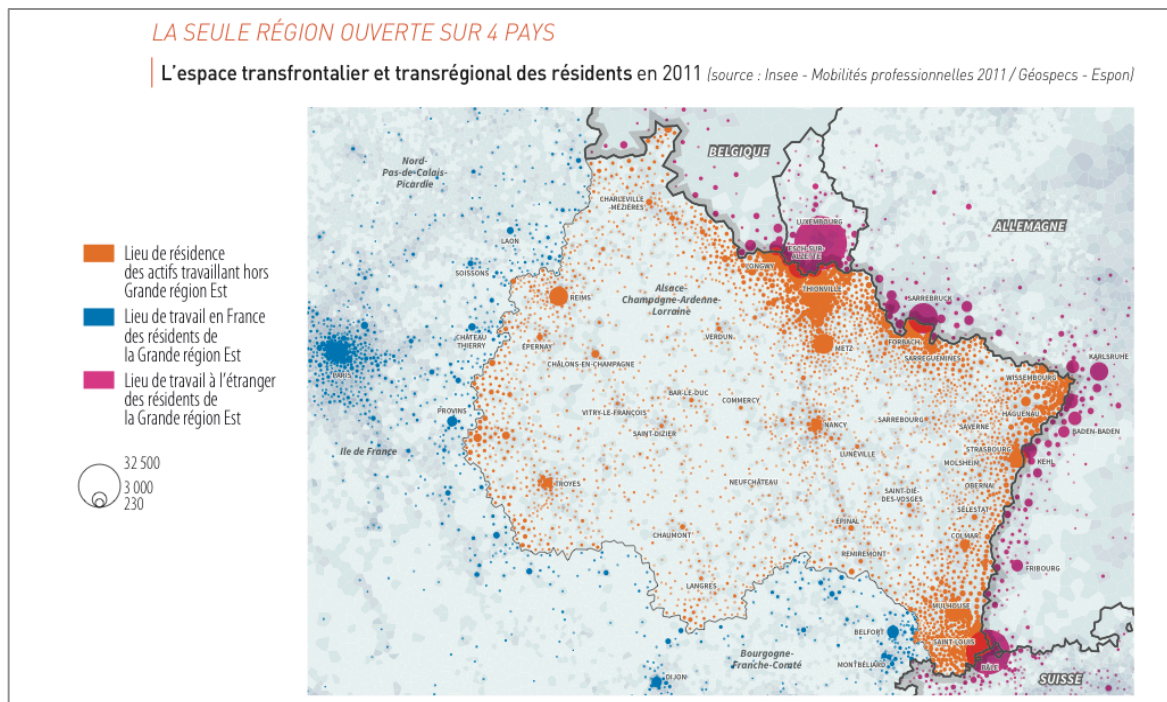 LA SEULE RÉGION OUVERTE SUR 4 PAYS
L'espace transfrontalier et transrégional des résidents en 2011 (source : Insee - Mobilités professionnelles 2011 / Géospecs - Espon)
Lieu de résidence
des actifs travaillant hors
Grande région Est
Lieu de travail en France
des résidents de
la Grande région Est
Lieu de travail à l'étranger
des résidents de
la Grande région Est
32 500
3 000
230
Nord-
Pas-de-Calais-
Picardie
BELGIQUE
ALLEMAGNE
CHARLEVILLE
-MÉZIÈRES
LUXEMBOURG
LAON
ESCH-SUR-
ALZETTE
SOISSONS
LONGWY
THIONVILLE
REIMS
Alsace-
Champagne-Ardenne-
Lorraine
SARREBRUCK
CHÂTEAU
THIERRY
ÉPERNAY
VERDUN
METZ
FORBACH
SARREGUEMINES
KARLSRUHE
PARIS
CHÂLONS-EN-CHAMPAGNE
WISSEMBOURG
BAR-LE-DUC
COMMERCY
HAGUENAU
PROVINS
VITRY-LE-FRANÇOIS
SARREBOURG
SAVERNE
BADEN-BADEN
SAINT-DIZIER
NANCY
STRASBOURG
Ile de France
LUNÉVILLE
MOLSHEIM
KEHL
TROYES
NEUFCHÂTEAU
SAINT-DIÉ-
DES-VOSGES
OBERNAI
SÉLESTAT
CHAUMONT
ÉPINAL
COLMAR
REMIREMONT
FRIBOURG
LANGRES
MULHOUSE
BELFORT
SAINT-LOUIS
Bourgogne-
Franche-Comté
MONTBÉLIARD
BÂLE
DIJON
SUISSE